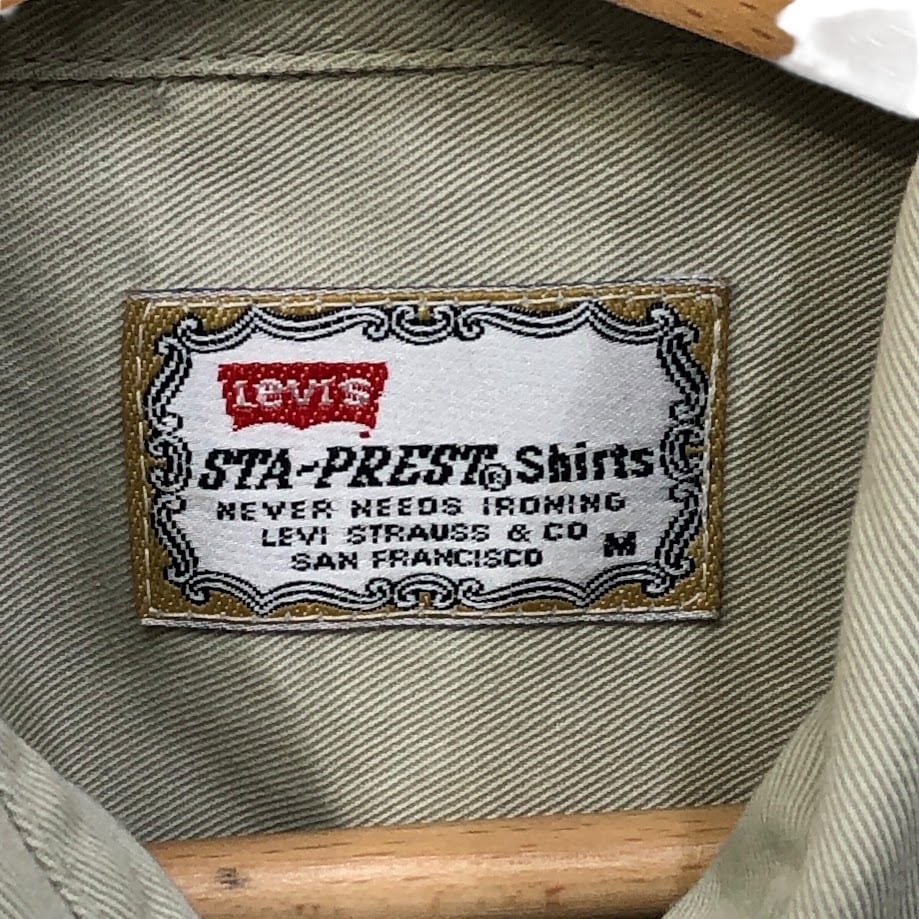 LEVI'S
STA-PREST® Shirts
NEVER NEEDS IRONING
LEVI STRAUSS & CO
SAN FRANCISCO
M